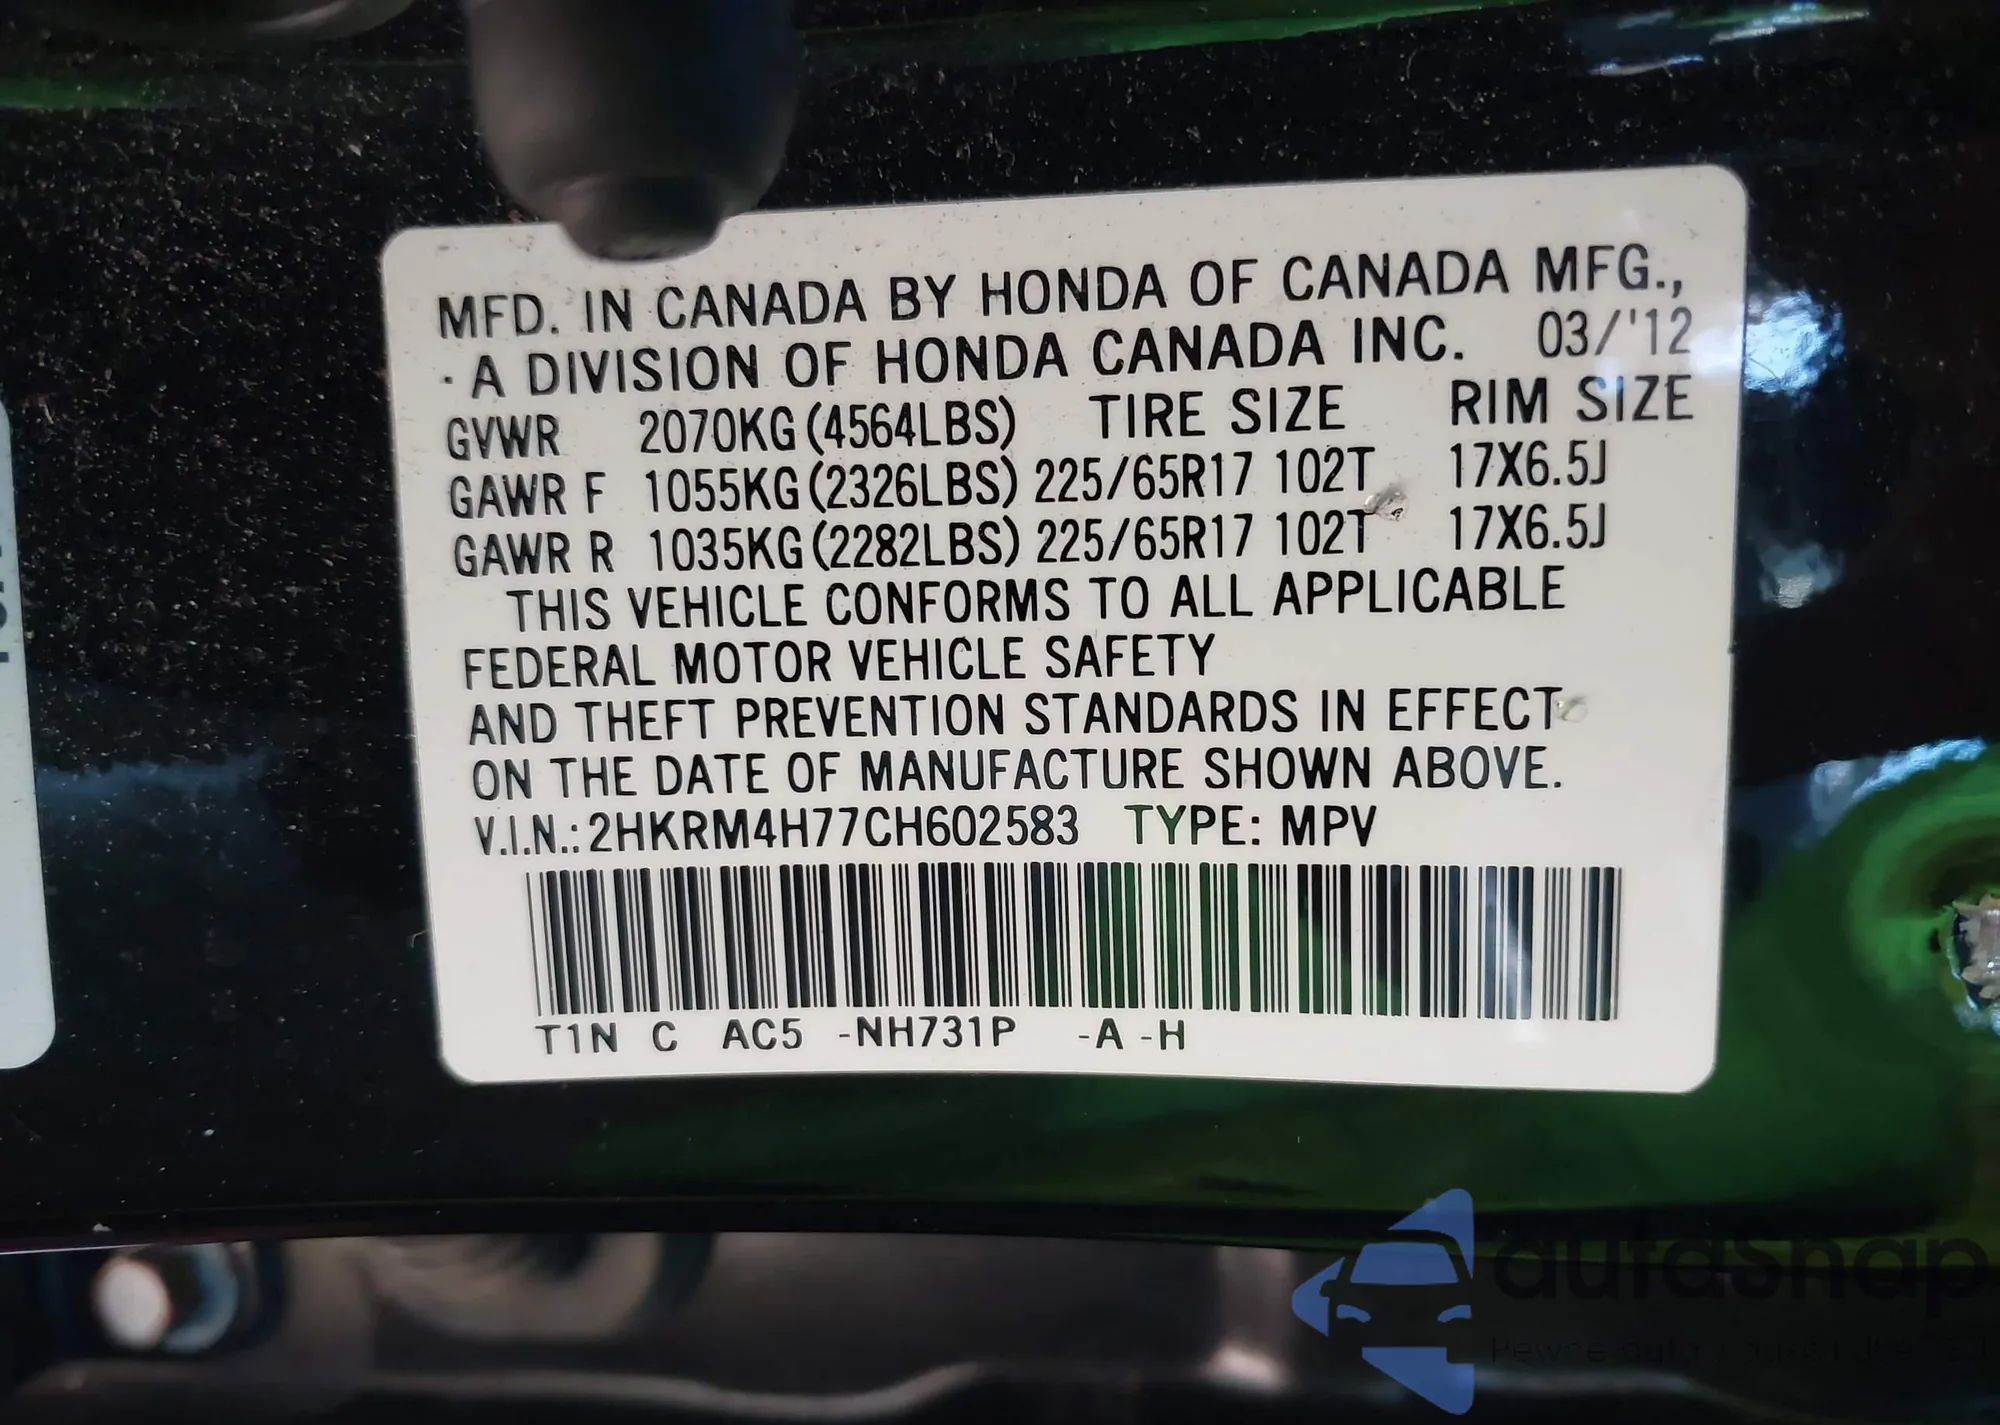 MFD. IN CANADA BY HONDA OF CANADA MFG.,
· A DIVISION OF HONDA CANADA INC. 03/'12
GVWR 2070KG (4564LBS) TIRE SIZE RIM SIZE
GAWR F 1055KG (2326LBS) 225/65R17 102T 17X6.5J
GAWR R 1035KG (2282LBS) 225/65R17 102T 17X6.5J
THIS VEHICLE CONFORMS TO ALL APPLICABLE
FEDERAL MOTOR VEHICLE SAFETY
AND THEFT PREVENTION STANDARDS IN EFFECT
ON THE DATE OF MANUFACTURE SHOWN ABOVE.
V.I.N.: 2HKRM4H77CH602583 TYPE: MPV
T1N C AC5 -NH731P -A -H
autasnap